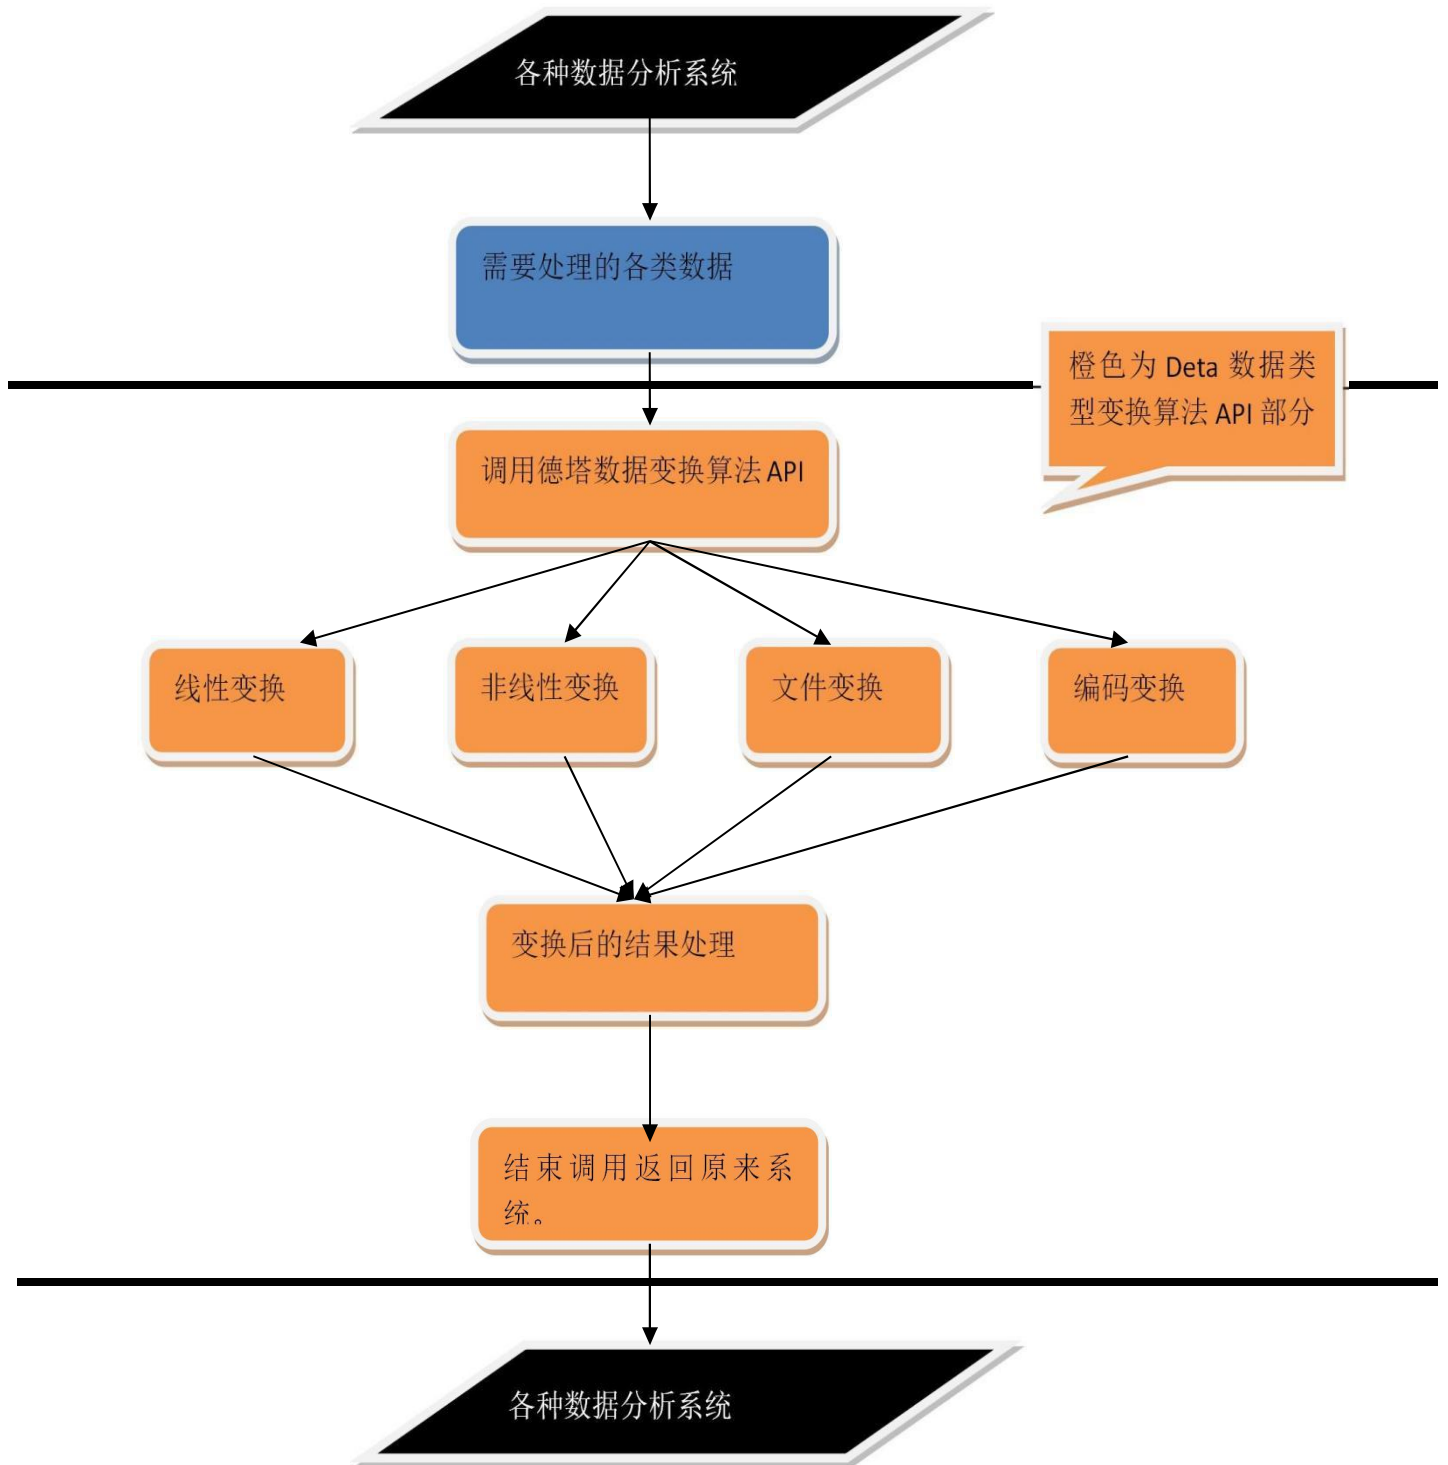 各种数据分析系统
需要处理的各类数据
橙色为 Deta 数据类
型变换算法 API 部分
调用德塔数据变换算法 API
线性变换
非线性变换
文件变换
编码变换
变换后的结果处理
结束调用返回原来系
统。
各种数据分析系统